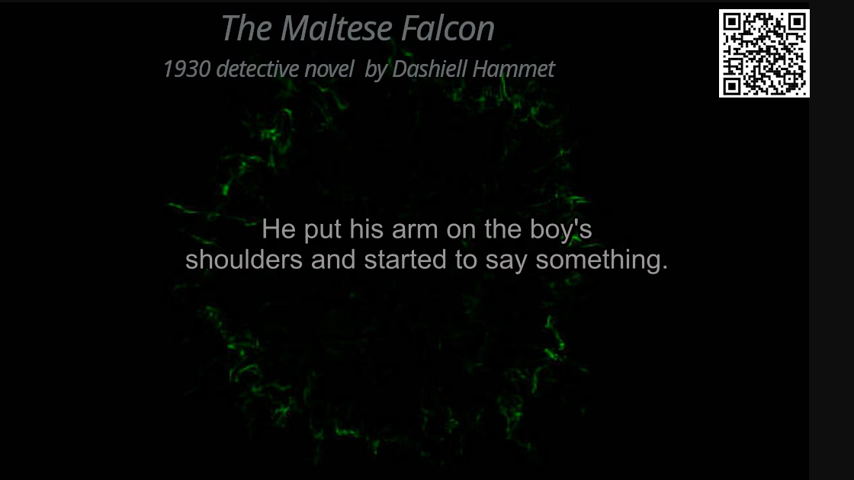 The Maltese Falcon
1930 detective novel by Dashiell Hammet
He put his arm on the boy's
shoulders and started to say something.